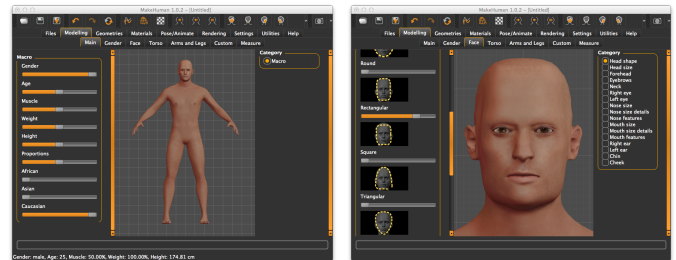 MakeHuman 1.0.2 - [Untitled]
Files Modelling Geometries Materials Pose/Animate Rendering Settings Utilities Help
Main Gender Face Torso Arms and Legs Custom Measure
Macro
Gender
Age
Muscle
Weight
Height
Proportions
African
Asian
Caucasian
Category
Macro
Gender: male, Age: 25, Muscle: 50.00%, Weight: 100.00%, Height: 174.81 cm
MakeHuman 1.0.2 - [Untitled]
Files Modelling Geometries Materials Pose/Animate Rendering Settings Utilities Help
Main Gender Face Torso Arms and Legs Custom Measure
Round
Rectangular
Square
Triangular
Category
Head shape
Head size
Forehead
Eyebrows
Neck
Right eye
Left eye
Nose size
Nose size details
Nose features
Mouth size
Mouth size details
Mouth features
Right ear
Left ear
Chin
Cheek